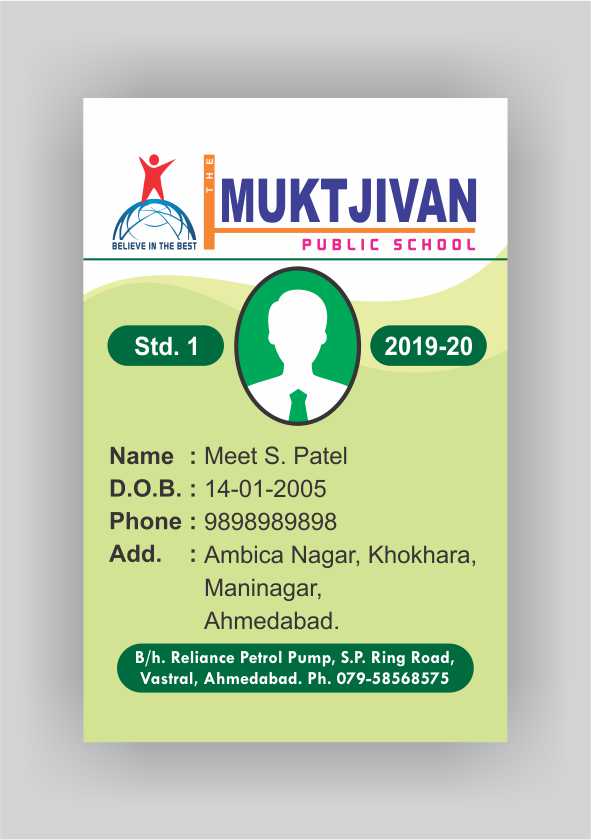 THE
MUKTJIVAN
PUBLIC SCHOOL
BELIEVE IN THE BEST
Std. 1
2019-20
Name : Meet S. Patel
D.O.B. : 14-01-2005
Phone : 9898989898
Add. : Ambica Nagar, Khokhara,
Maninagar,
Ahmedabad.
B/h. Reliance Petrol Pump, S.P. Ring Road,
Vastral, Ahmedabad. Ph. 079-58568575